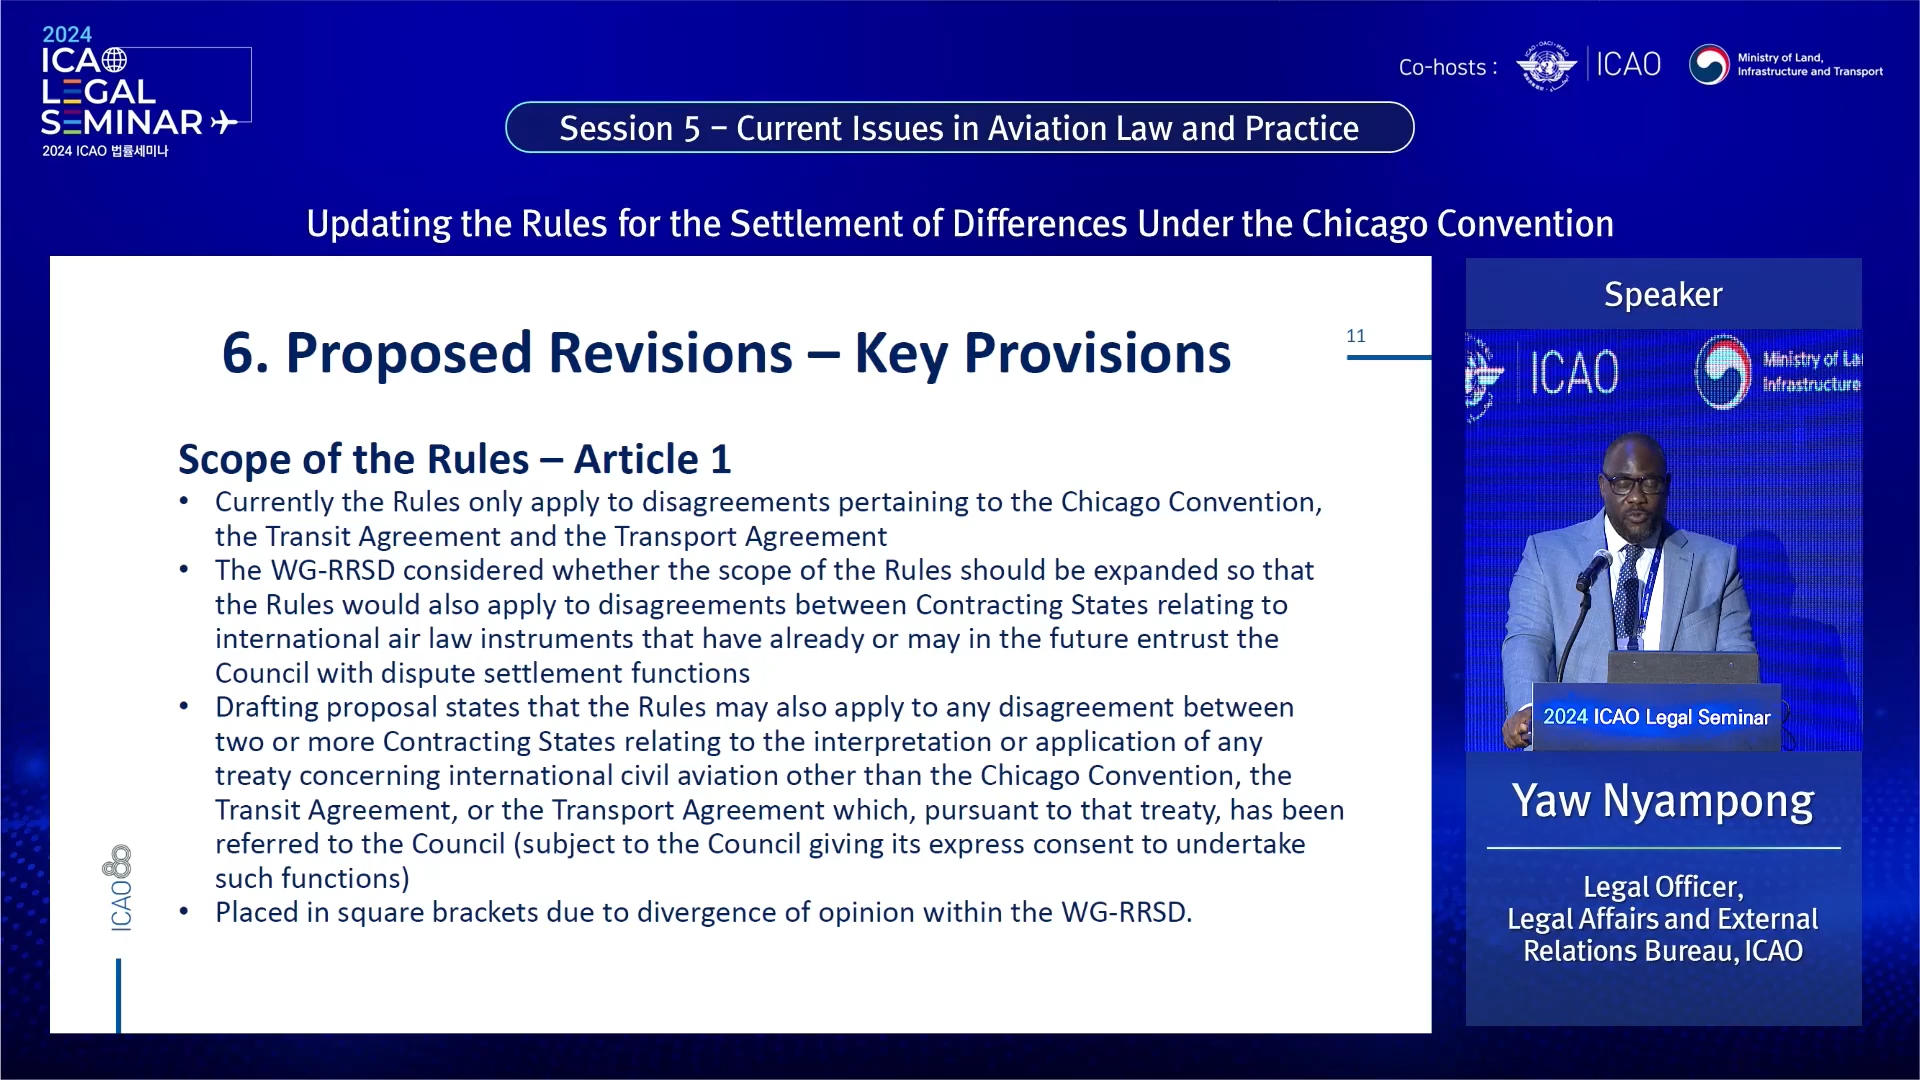 2024
ICAO
LEGAL
SEMINAR
2024 ICAO 법률세미나
Co-hosts :
ICAO
Ministry of Land,
Infrastructure and Transport
Session 5 – Current Issues in Aviation Law and Practice
Updating the Rules for the Settlement of Differences Under the Chicago Convention
6. Proposed Revisions – Key Provisions
11
Scope of the Rules – Article 1
• Currently the Rules only apply to disagreements pertaining to the Chicago Convention,
the Transit Agreement and the Transport Agreement
• The WG-RRSD considered whether the scope of the Rules should be expanded so that
the Rules would also apply to disagreements between Contracting States relating to
international air law instruments that have already or may in the future entrust the
Council with dispute settlement functions
• Drafting proposal states that the Rules may also apply to any disagreement between
two or more Contracting States relating to the interpretation or application of any
treaty concerning international civil aviation other than the Chicago Convention, the
Transit Agreement, or the Transport Agreement which, pursuant to that treaty, has been
referred to the Council (subject to the Council giving its express consent to undertake
such functions)
• Placed in square brackets due to divergence of opinion within the WG-RRSD.
ICAO80
Speaker
ICAO
Ministry of La
Infrastructure
2024 ICAO Legal Seminar
Yaw Nyampong
Legal Officer,
Legal Affairs and External
Relations Bureau, ICAO